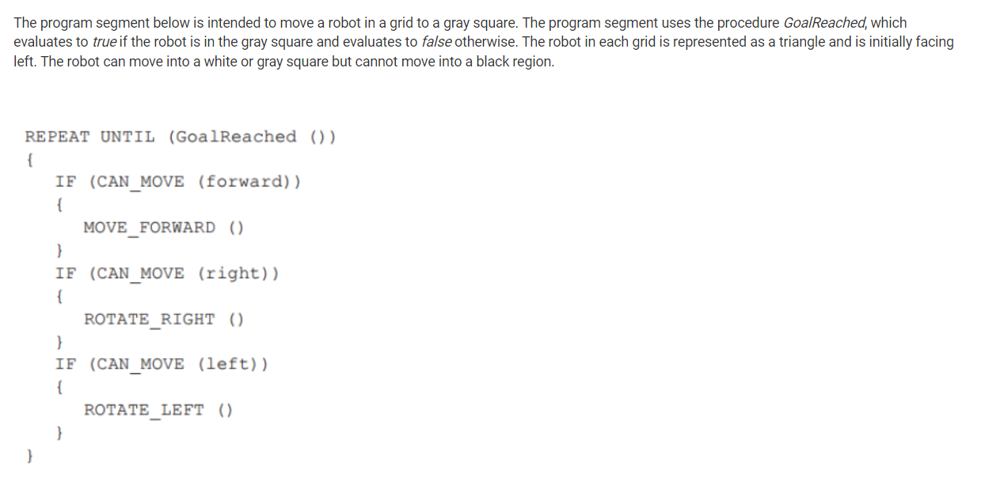 The program segment below is intended to move a robot in a grid to a gray square. The program segment uses the procedure GoalReached, which
evaluates to true if the robot is in the gray square and evaluates to false otherwise. The robot in each grid is represented as a triangle and is initially facing
left. The robot can move into a white or gray square but cannot move into a black region.
REPEAT UNTIL (GoalReached ())
{
IF (CAN_MOVE (forward))
{
MOVE_FORWARD ()
}
IF (CAN_MOVE (right))
{
ROTATE_RIGHT ()
}
IF (CAN_MOVE (left))
{
ROTATE_LEFT ()
}
}